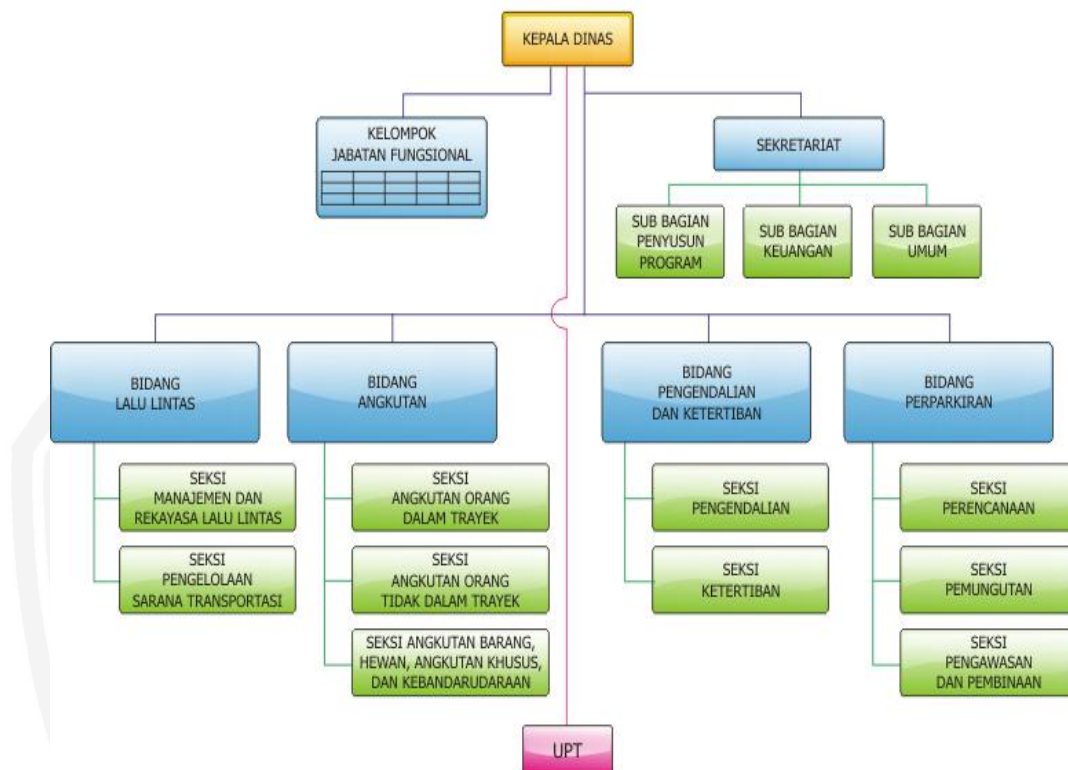 KEPALA DINAS
KELOMPOK
JABATAN FUNGSIONAL
SEKRETARIAT
SUB BAGIAN
PENYUSUN
PROGRAM
SUB BAGIAN
KEUANGAN
SUB BAGIAN
UMUM
BIDANG
LALU LINTAS
BIDANG
ANGKUTAN
BIDANG
PENGENDALIAN
DAN KETERTIBAN
BIDANG
PERPARKIRAN
SEKSI
MANAJEMEN DAN
REKAYASA LALU LINTAS
SEKSI
PENGELOLAAN
SARANA TRANSPORTASI
SEKSI
ANGKUTAN ORANG
DALAM TRAYEK
SEKSI
ANGKUTAN ORANG
TIDAK DALAM TRAYEK
SEKSI ANGKUTAN BARANG,
HEWAN, ANGKUTAN KHUSUS,
DAN KEBANDARUDARAAN
SEKSI
PENGENDALIAN
SEKSI
KETERTIBAN
SEKSI
PERENCANAAN
SEKSI
PEMUNGUTAN
SEKSI
PENGAWASAN
DAN PEMBINAAN
UPT